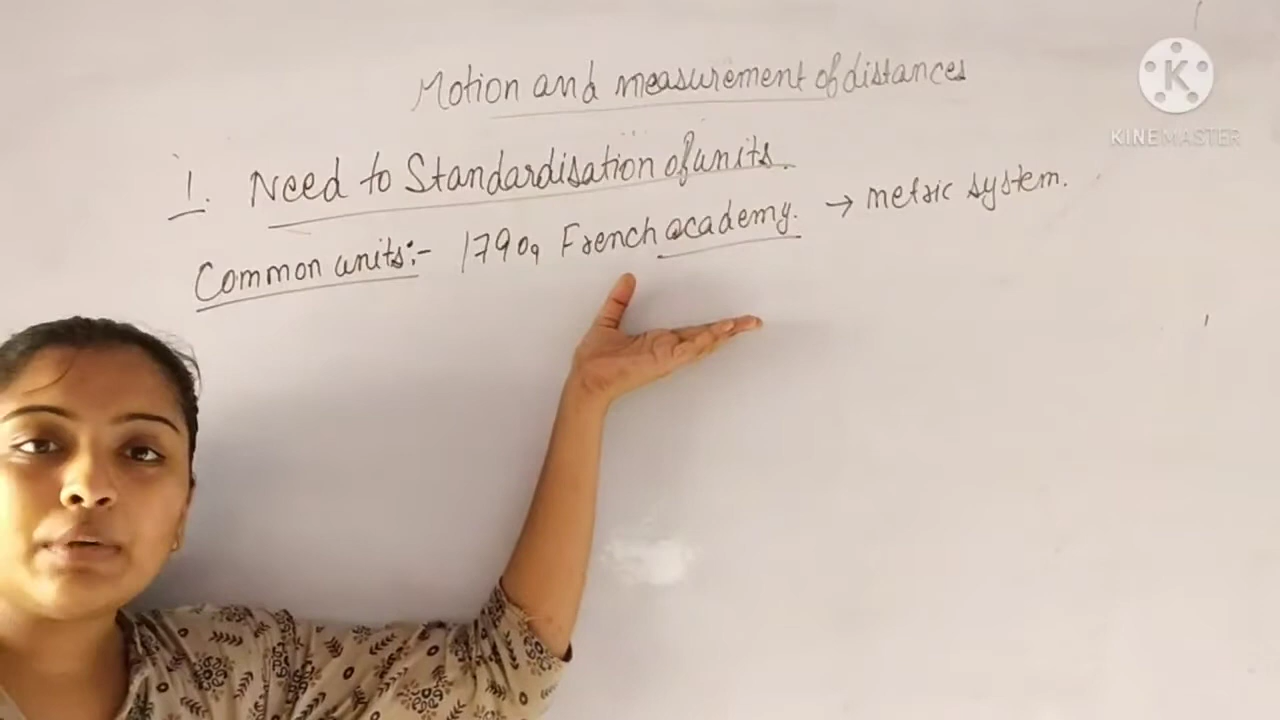 Motion and measurement of distances
1. Need to Standardisation of units.
Common units:- 1790, French academy. → metric system.
K
KINEMASTER